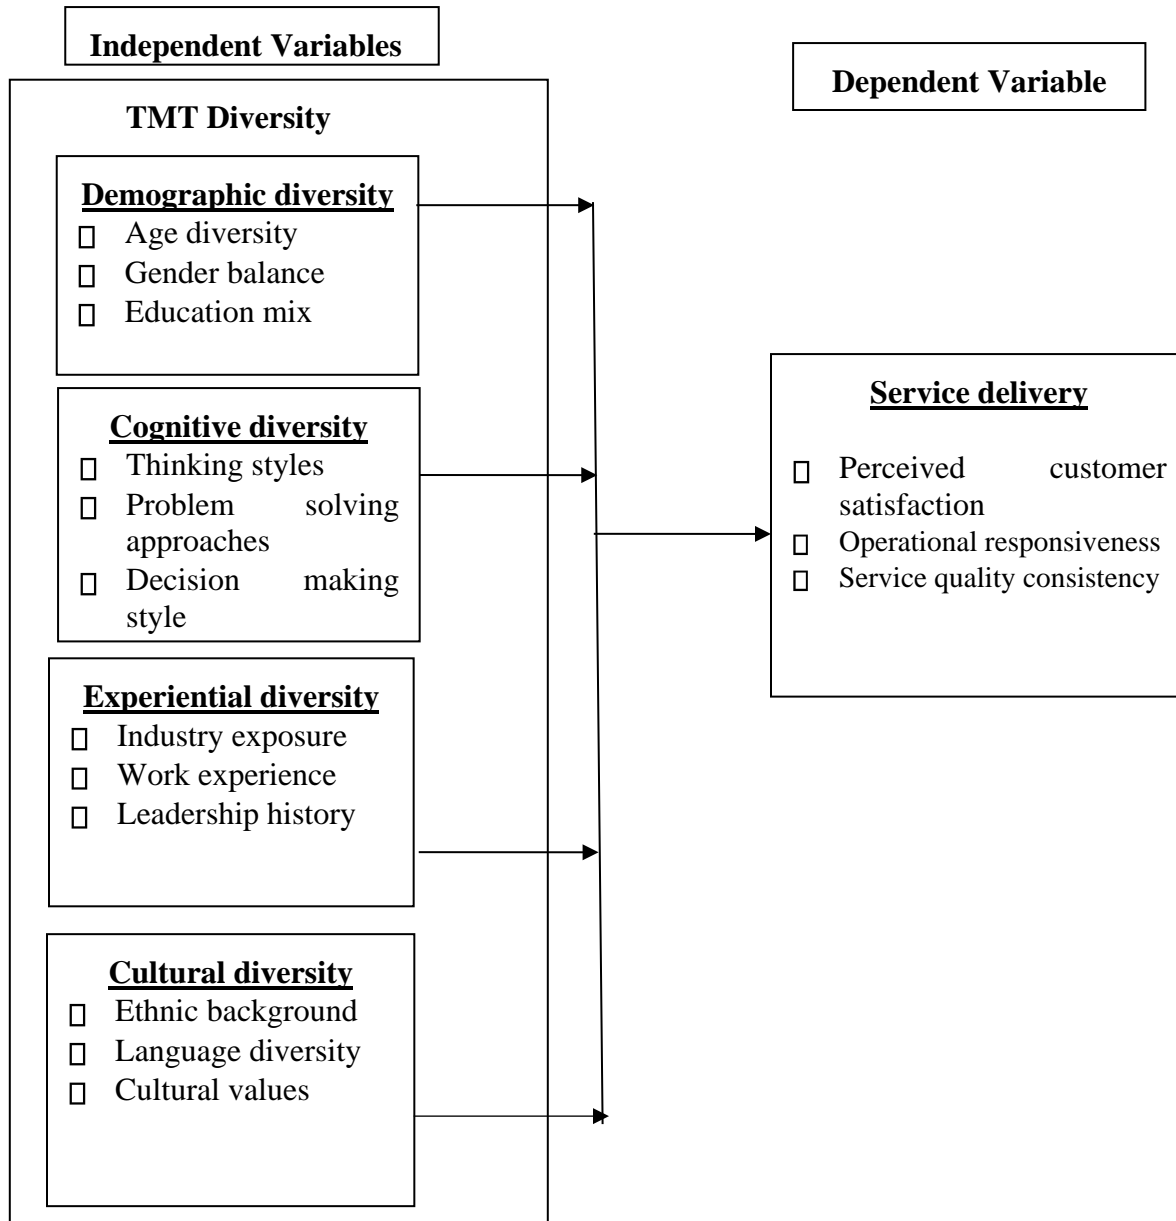 Independent Variables
Dependent Variable
TMT Diversity
Demographic diversity
Age diversity
Gender balance
Education mix
Cognitive diversity
Thinking styles
Problem solving
approaches
Decision making
style
Experiential diversity
Industry exposure
Work experience
Leadership history
Cultural diversity
Ethnic background
Language diversity
Cultural values
Service delivery
Perceived customer
satisfaction
Operational responsiveness
Service quality consistency